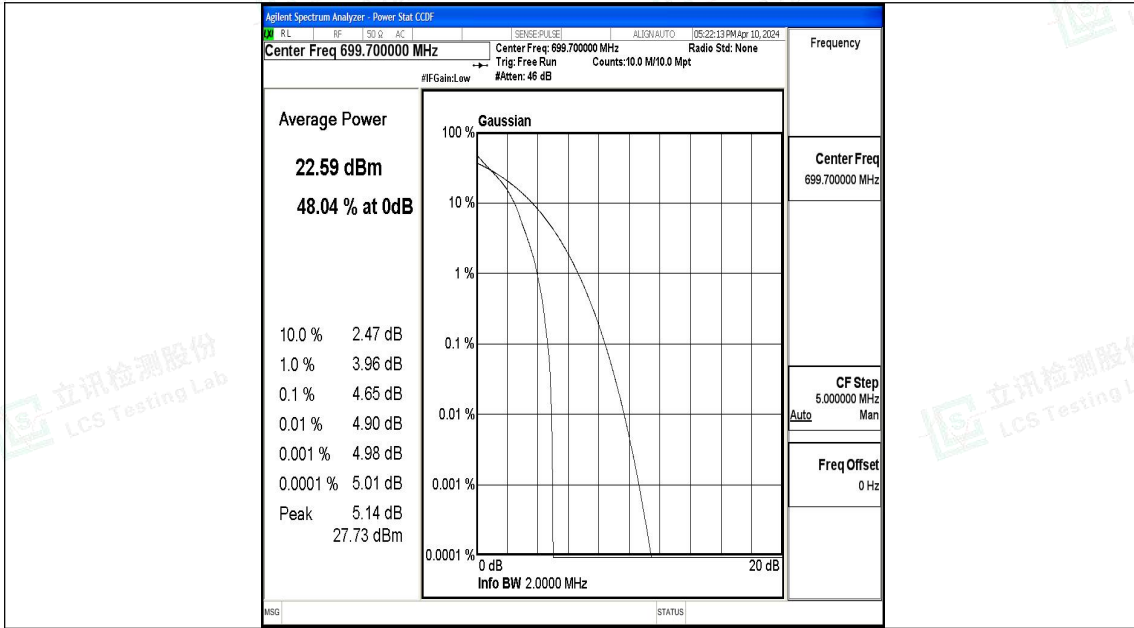 Agilent Spectrum Analyzer - Power Stat CCDF
LXI RL RF 50 Ω AC SENSE:PULSE ALIGN AUTO 05:22:13 PM Apr 10, 2024
Center Freq 699.700000 MHz
Center Freq: 699.700000 MHz Radio Std: None
Trig: Free Run Counts:10.0 M/10.0 Mpt
#IFGain:Low #Atten: 46 dB
Frequency
Average Power
22.59 dBm
48.04 % at 0dB
10.0 % 2.47 dB
1.0 % 3.96 dB
0.1 % 4.65 dB
0.01 % 4.90 dB
0.001 % 4.98 dB
0.0001 % 5.01 dB
Peak 5.14 dB
27.73 dBm
Gaussian
100 %
10 %
1 %
0.1 %
0.01 %
0.001 %
0.0001 %
0 dB 20 dB
Info BW 2.0000 MHz
Center Freq
699.700000 MHz
CF Step
5.000000 MHz
Auto Man
Freq Offset
0 Hz
MSG STATUS
立讯检测股份
LCS Testing Lab
立讯检测股份
LCS Testing L